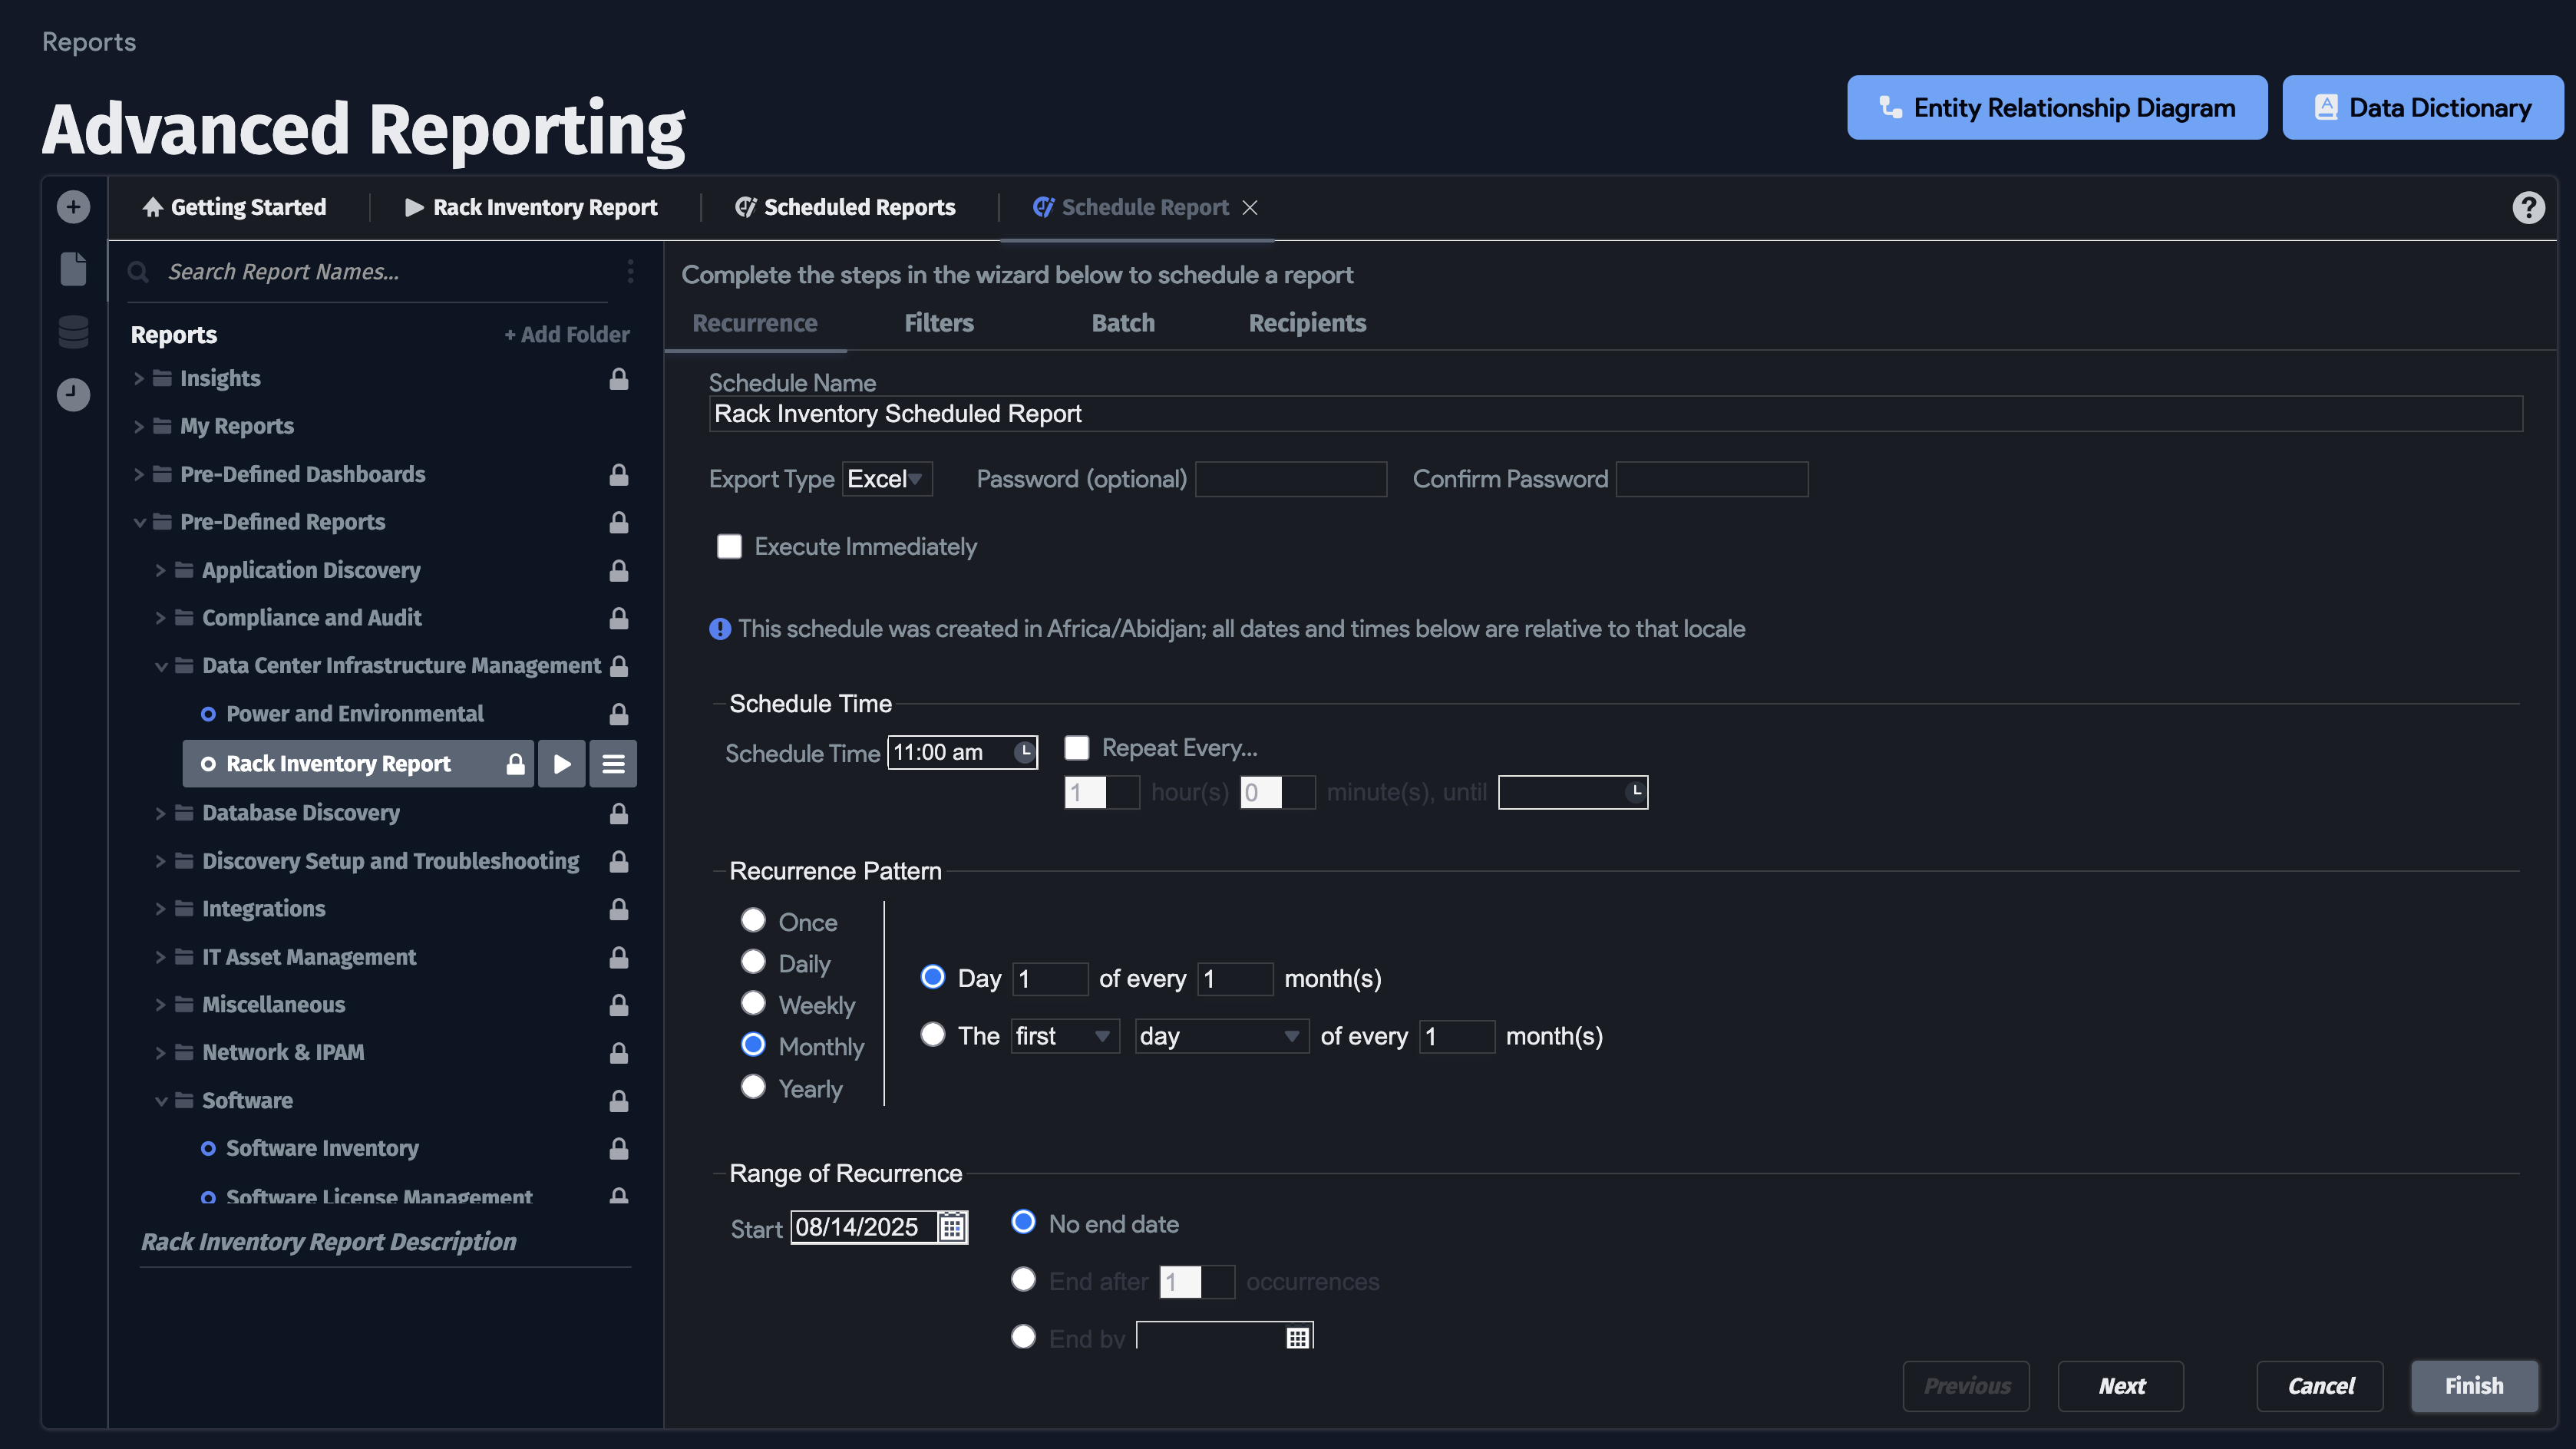 Reports
Advanced Reporting
Entity Relationship Diagram
Data Dictionary
Getting Started
Rack Inventory Report
Scheduled Reports
Schedule Report
Search Report Names...
Reports
+ Add Folder
Insights
My Reports
Pre-Defined Dashboards
Pre-Defined Reports
Application Discovery
Compliance and Audit
Data Center Infrastructure Management
Power and Environmental
Rack Inventory Report
Database Discovery
Discovery Setup and Troubleshooting
Integrations
IT Asset Management
Miscellaneous
Network & IPAM
Software
Software Inventory
Software License Management
Rack Inventory Report Description
Complete the steps in the wizard below to schedule a report
Recurrence
Filters
Batch
Recipients
Schedule Name
Rack Inventory Scheduled Report
Export Type Excel Password (optional) Confirm Password
Execute Immediately
This schedule was created in Africa/Abidjan; all dates and times below are relative to that locale
Schedule Time
Schedule Time 11:00 am Repeat Every...
1 hour(s) 0 minute(s), until
Recurrence Pattern
Once
Daily
Weekly
Monthly
Yearly
Day 1 of every 1 month(s)
The first day of every 1 month(s)
Range of Recurrence
Start 08/14/2025 No end date
End after 1 occurrences
End by
Previous
Next
Cancel
Finish